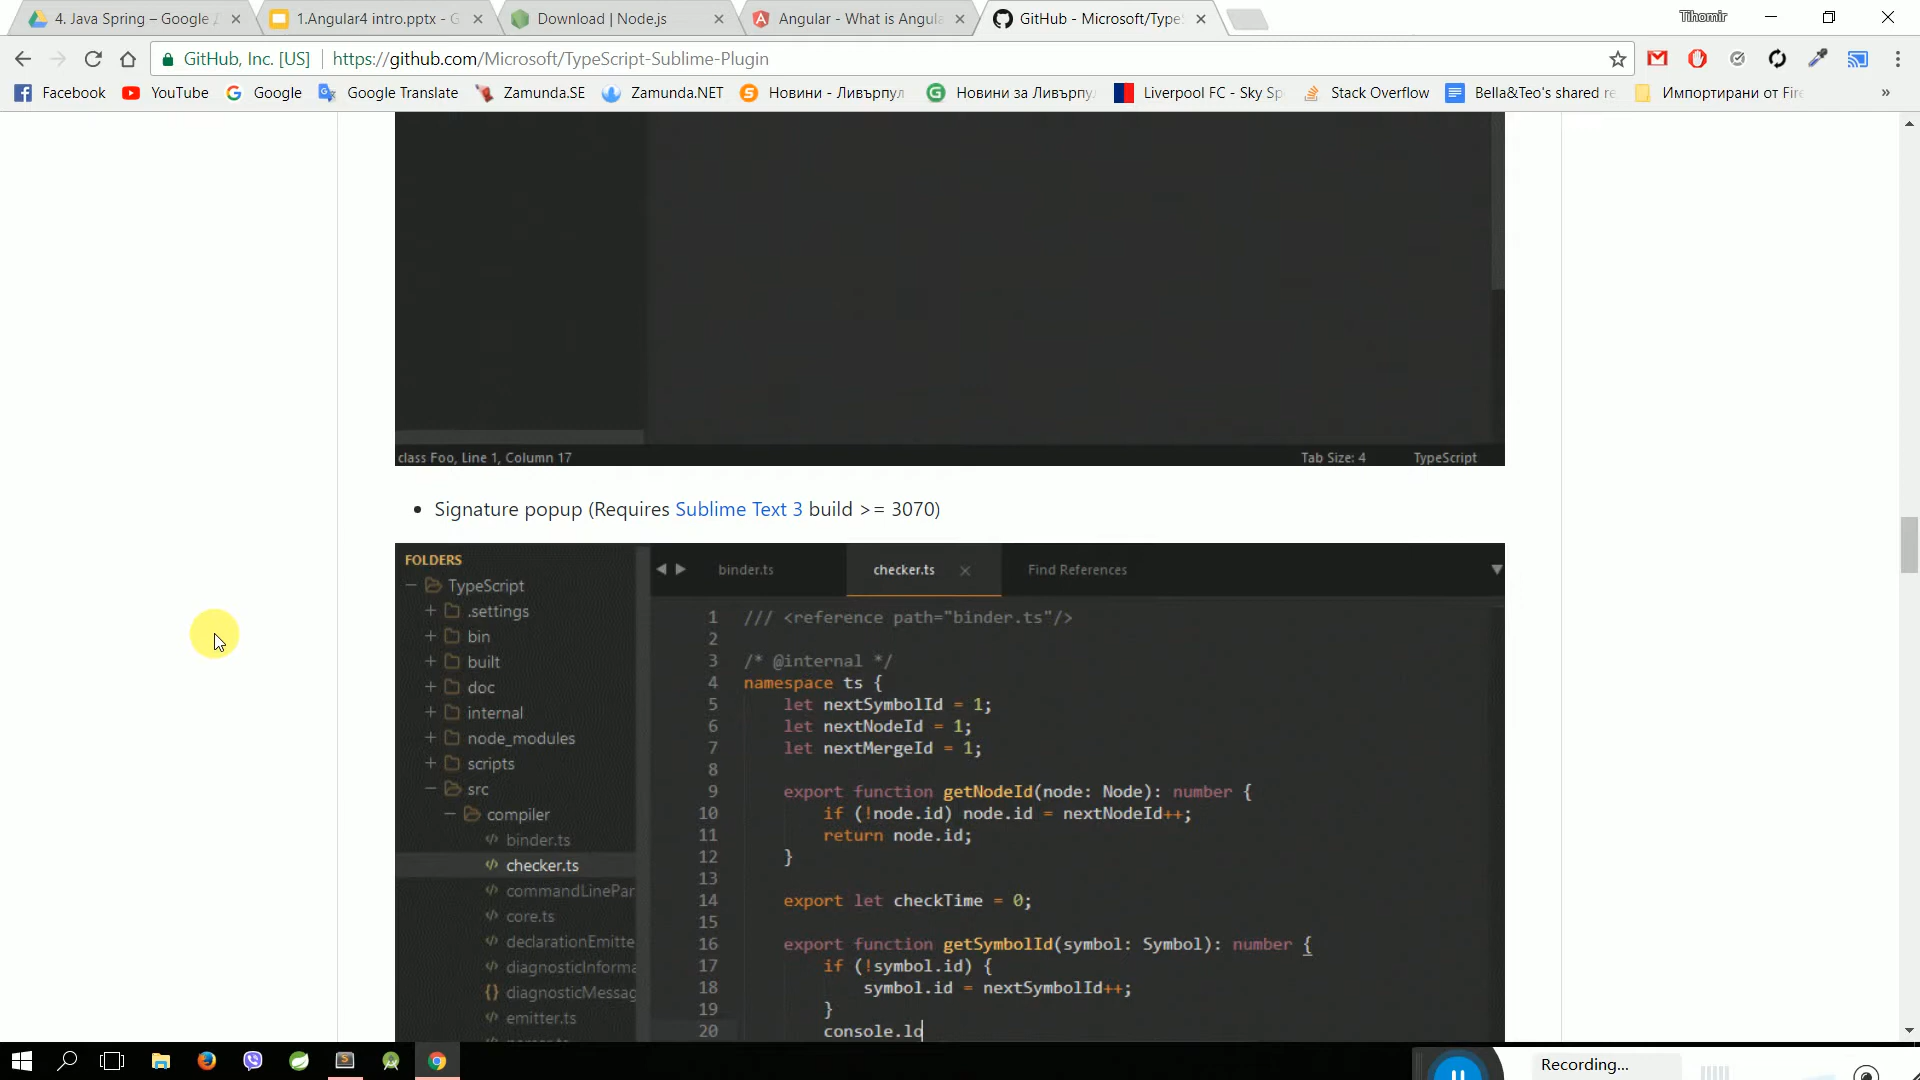 4. Java Spring – Google Д
1.Angular4 intro.pptx - G
Download | Node.js
Angular - What is Angula
GitHub - Microsoft/TypeS
Tihomir
GitHub, Inc. [US]
https://github.com/Microsoft/TypeScript-Sublime-Plugin
Facebook
YouTube
Google
Google Translate
Zamunda.SE
Zamunda.NET
Новини - Ливърпул
Новини за Ливърпу
Liverpool FC - Sky Sp
Stack Overflow
Bella&Teo's shared re
Импортирани от Fire
»
class Foo, Line 1, Column 17
Tab Size: 4
TypeScript
• Signature popup (Requires Sublime Text 3 build >= 3070)
FOLDERS
TypeScript
.settings
bin
built
doc
internal
node_modules
scripts
src
compiler
binder.ts
checker.ts
commandLinePar
core.ts
declarationEmitte
diagnosticInforma
diagnosticMessag
emitter.ts
binder.ts
checker.ts
Find References
1 /// <reference path="binder.ts"/>
2
3 /* @internal */
4 namespace ts {
5 let nextSymbolId = 1;
6 let nextNodeId = 1;
7 let nextMergeId = 1;
8
9 export function getNodeId(node: Node): number {
10 if (!node.id) node.id = nextNodeId++;
11 return node.id;
12 }
13
14 export let checkTime = 0;
15
16 export function getSymbolId(symbol: Symbol): number {
17 if (!symbol.id) {
18 symbol.id = nextSymbolId++;
19 }
20 console.lo
Recording...